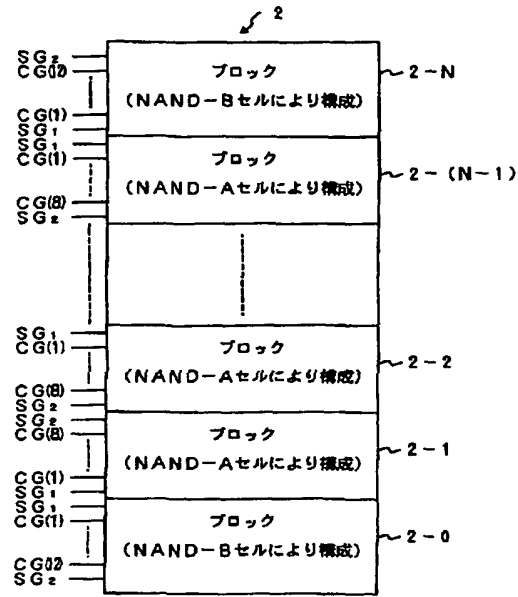 2
SG₂
CG(12)
ブロック
(NAND-Bセルにより構成)
2-N
CG(1)
SG₁
SG₁
CG(1)
ブロック
(NAND-Aセルにより構成)
2-(N-1)
CG(8)
SG₂
SG₁
CG(1)
ブロック
(NAND-Aセルにより構成)
2-2
CG(8)
SG₂
SG₂
CG(8)
ブロック
(NAND-Aセルにより構成)
2-1
CG(1)
SG₁
SG₁
CG(1)
ブロック
(NAND-Bセルにより構成)
2-0
CG(12)
SG₂